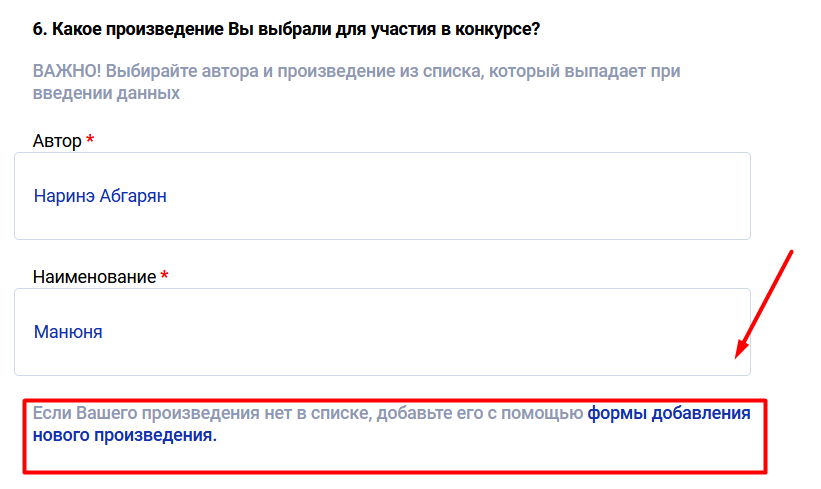 6. Какое произведение Вы выбрали для участия в конкурсе?
ВАЖНО! Выбирайте автора и произведение из списка, который выпадает при
введении данных
Автор *
Наринэ Абгарян
Наименование *
Манюня
Если Вашего произведения нет в списке, добавьте его с помощью формы добавления
нового произведения.